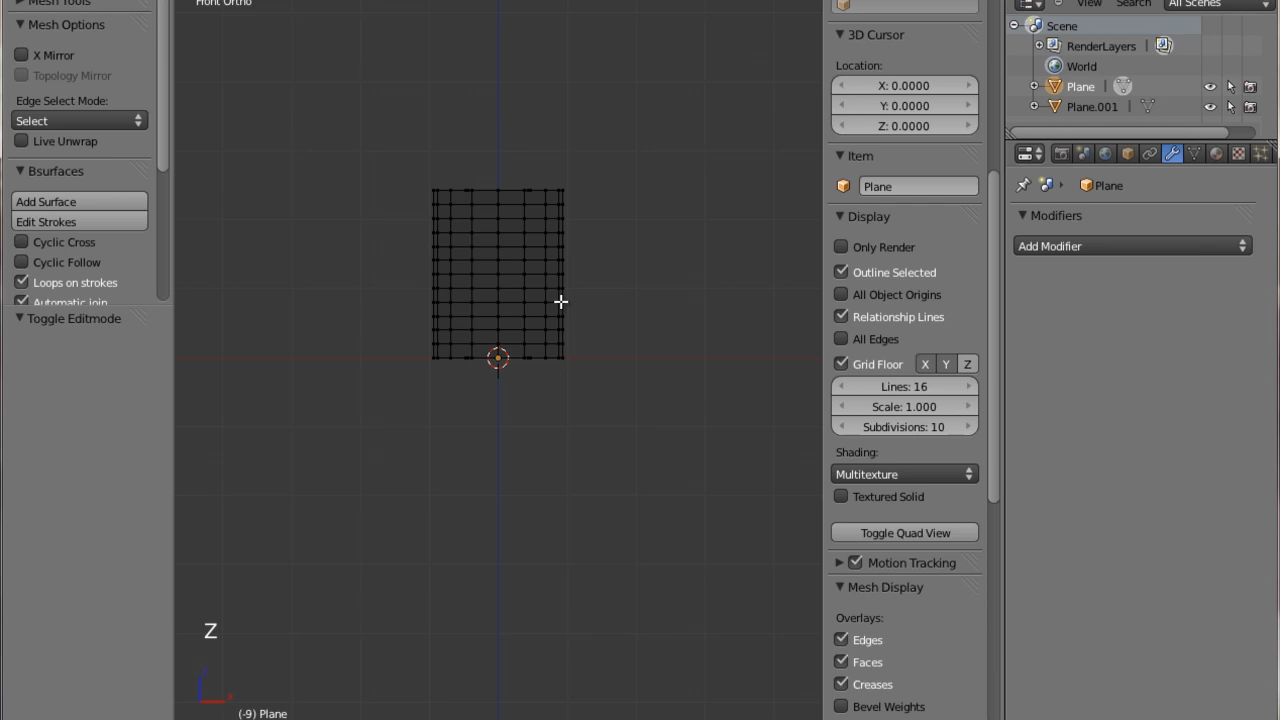 Mesh Tools
Mesh Options
X Mirror
Topology Mirror
Edge Select Mode:
Select
Live Unwrap
Bsurfaces
Add Surface
Edit Strokes
Cyclic Cross
Cyclic Follow
Loops on strokes
Automatic join
Toggle Editmode
Front Ortho
Z
(-9) Plane
3D Cursor
Location:
X: 0.0000
Y: 0.0000
Z: 0.0000
Item
Plane
Display
Only Render
Outline Selected
All Object Origins
Relationship Lines
All Edges
Grid Floor X Y Z
Lines: 16
Scale: 1.000
Subdivisions: 10
Shading:
Multitexture
Textured Solid
Toggle Quad View
Motion Tracking
Mesh Display
Overlays:
Edges
Faces
Creases
Bevel Weights
View Search All Scenes
Scene
RenderLayers
World
Plane
Plane.001
Plane
Modifiers
Add Modifier